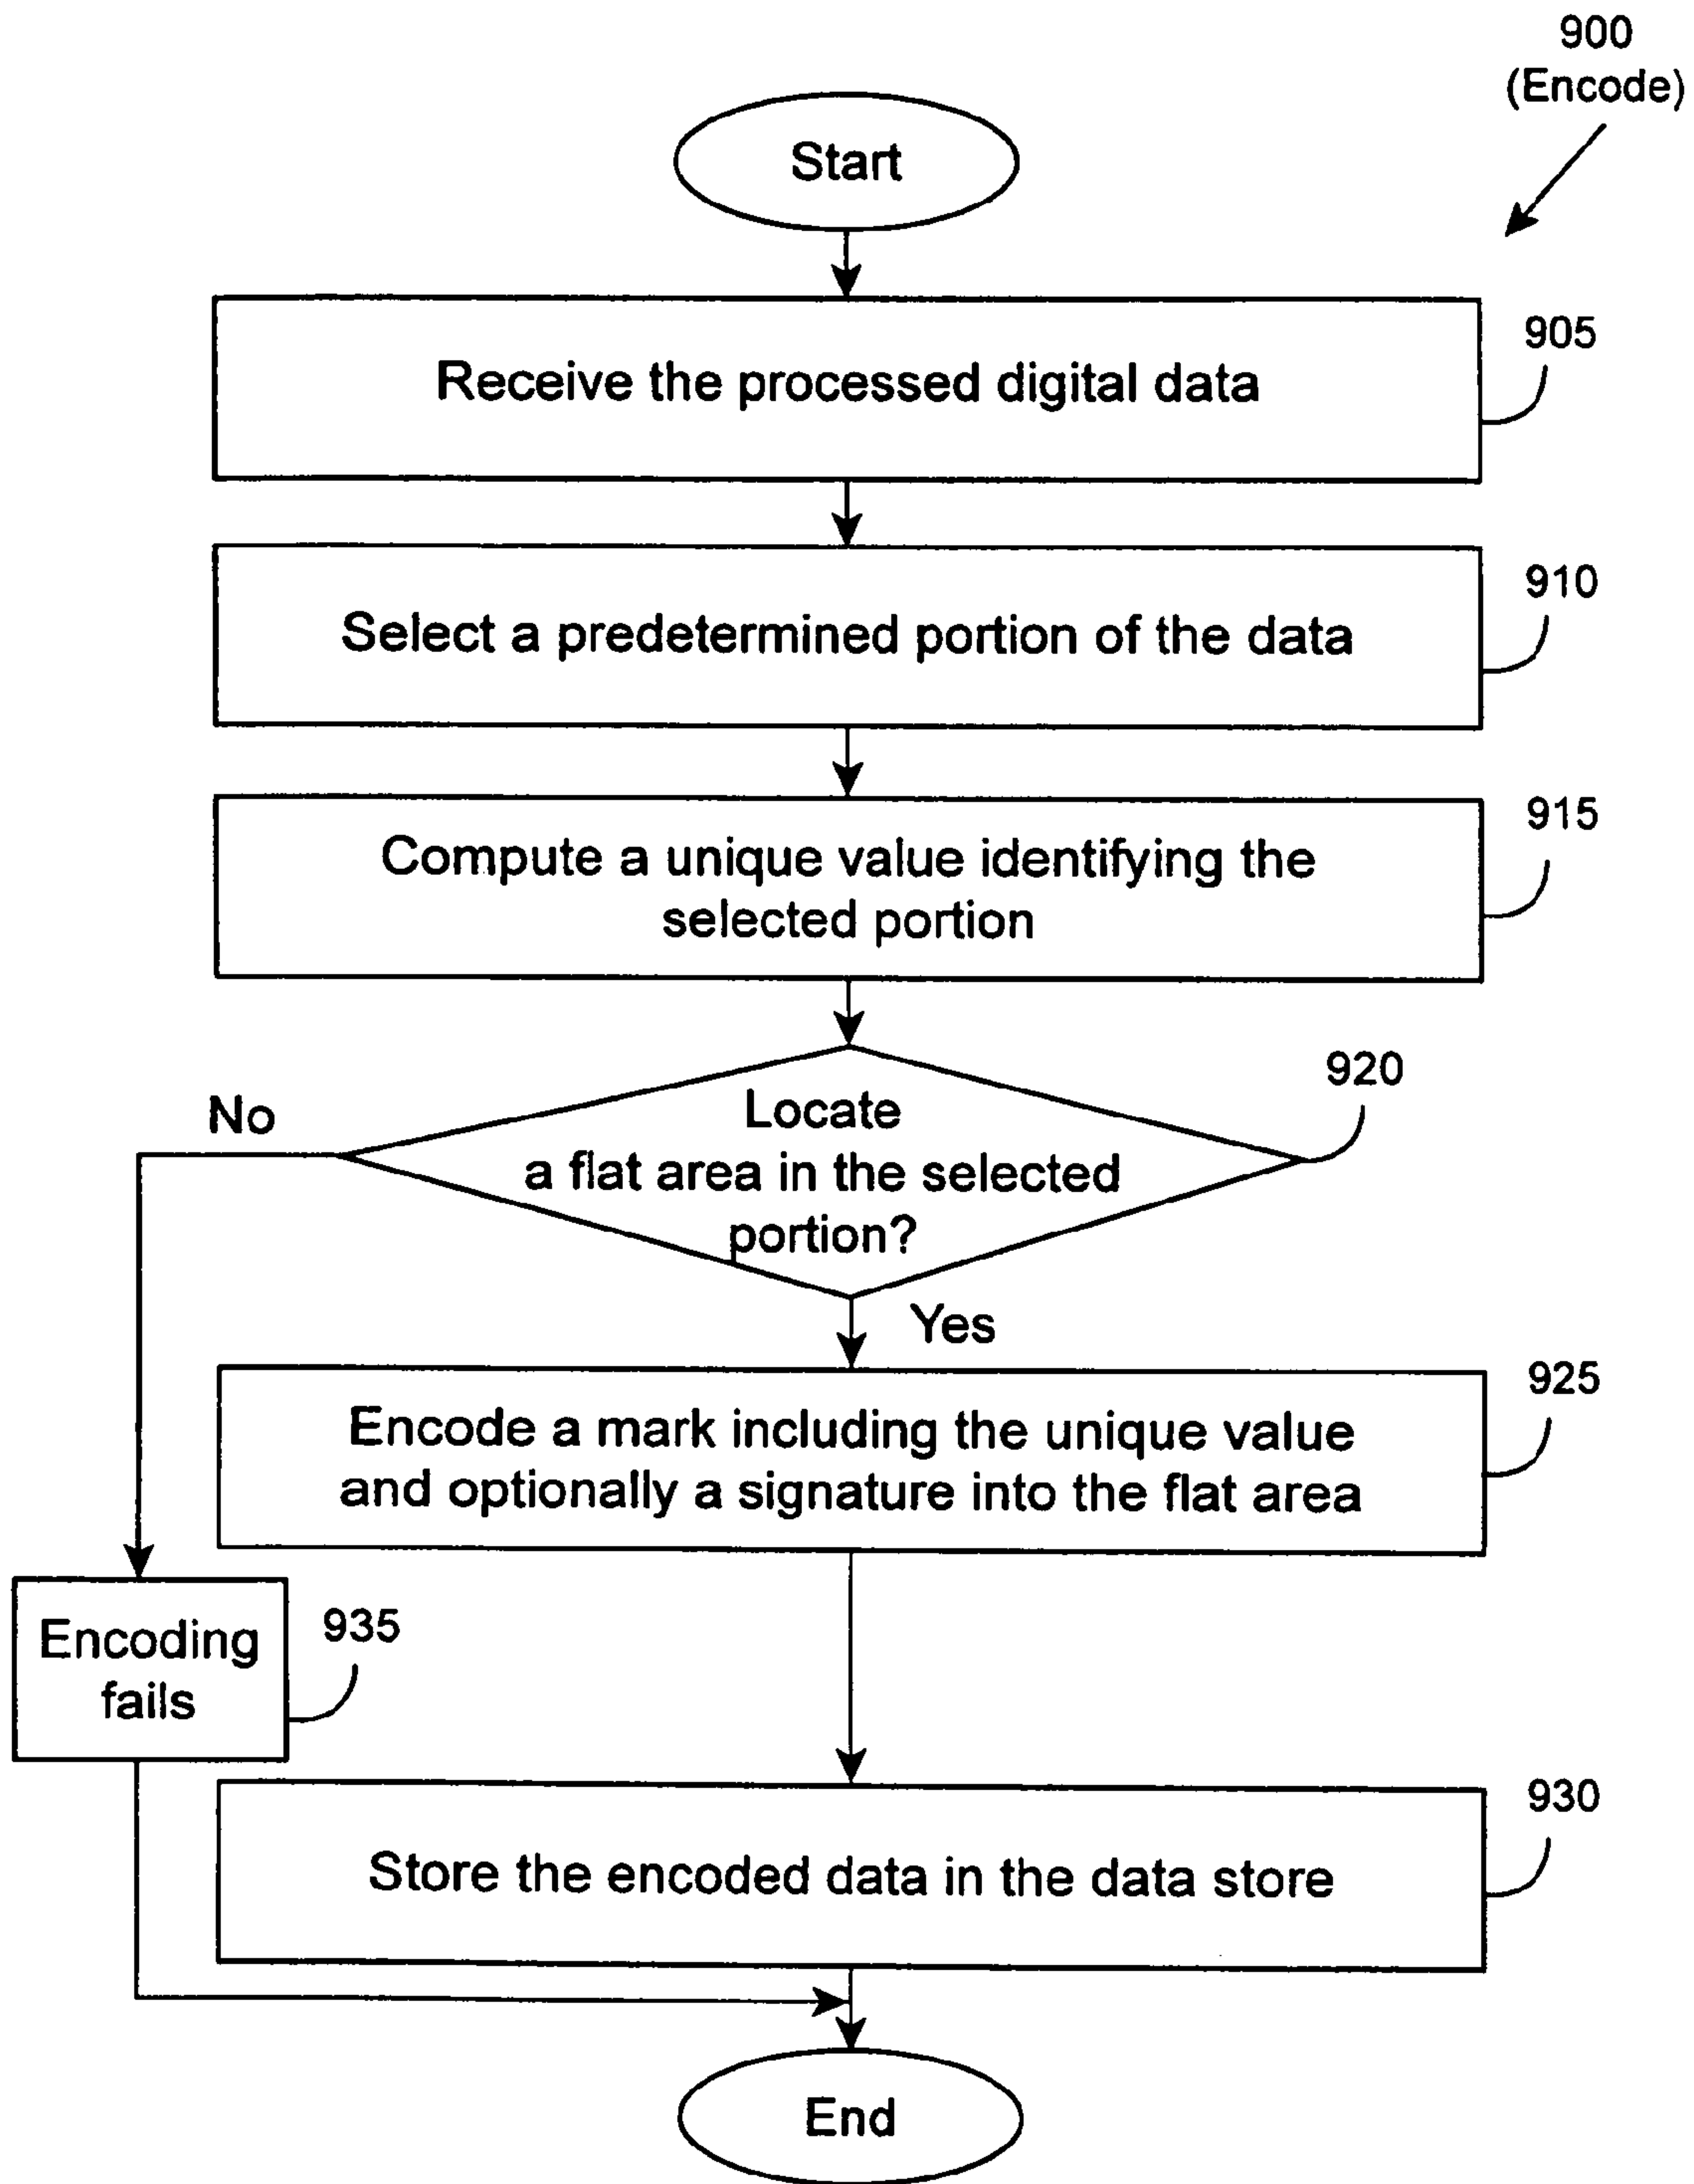 900
(Encode)
Start
905
Receive the processed digital data
910
Select a predetermined portion of the data
915
Compute a unique value identifying the
selected portion
920
No
Locate
a flat area in the selected
portion?
Yes
925
Encode a mark including the unique value
and optionally a signature into the flat area
Encoding
fails
935
930
Store the encoded data in the data store
End